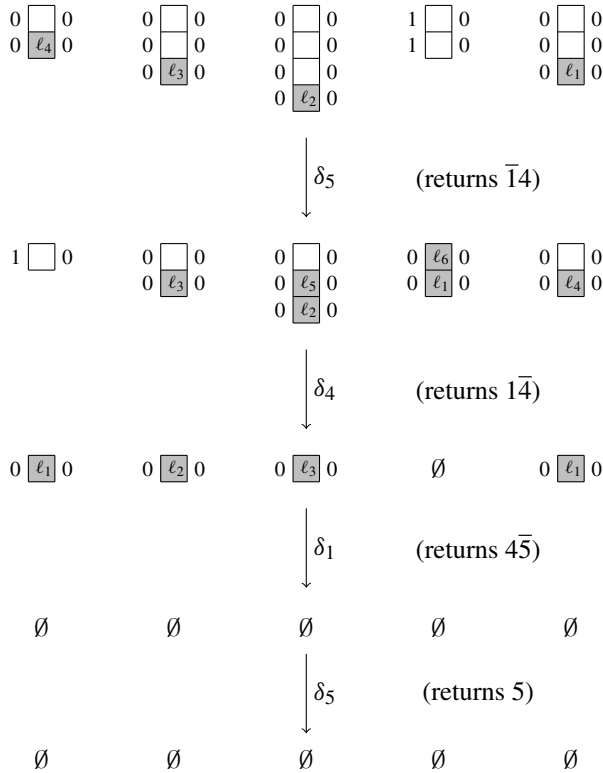 0 0 0 0 0 0 1 0 0 0
0 ℓ₄ 0 0 0 0 0 1 0 0 0
0 ℓ₃ 0 0 0 0 ℓ₁ 0
0 ℓ₂ 0
δ₅ (returns 1̅4)
1 0 0 0 0 0 0 ℓ₆ 0 0 0
0 ℓ₃ 0 0 ℓ₅ 0 0 ℓ₁ 0 0 ℓ₄ 0
0 ℓ₂ 0
δ₄ (returns 14̅)
0 ℓ₁ 0 0 ℓ₂ 0 0 ℓ₃ 0 ∅ 0 ℓ₁ 0
δ₁ (returns 45̅)
∅ ∅ ∅ ∅ ∅
δ₅ (returns 5)
∅ ∅ ∅ ∅ ∅